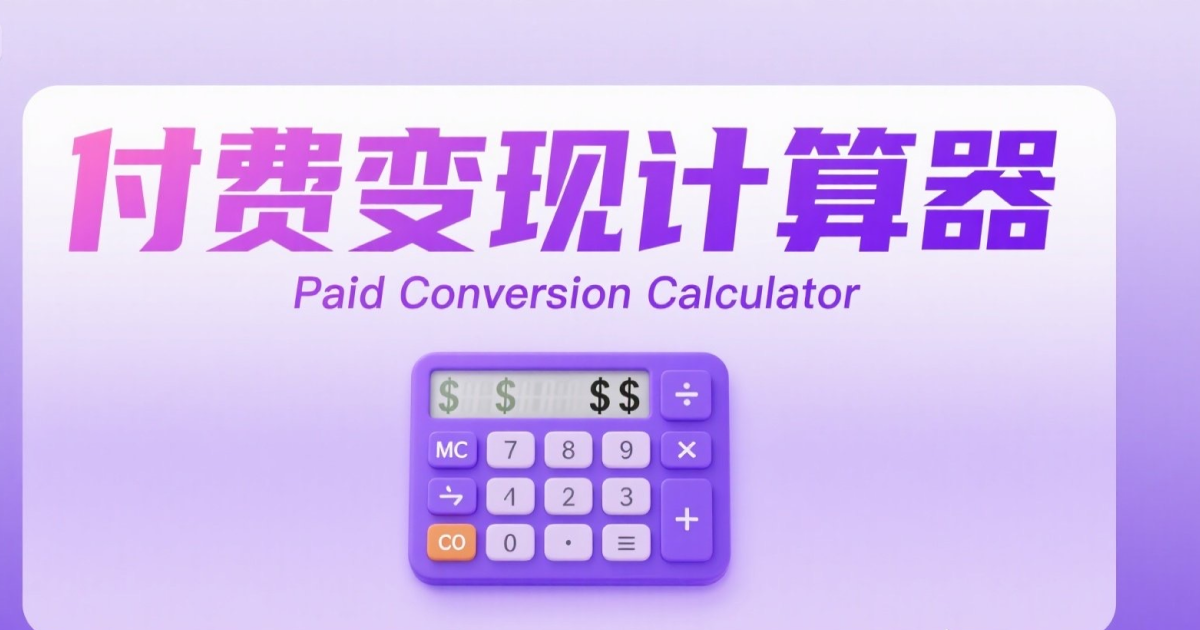 付费变现计算器
Paid Conversion Calculator
$ $ $$ ÷
MC 7 8 9 ×
1 2 3 +
CO 0 · ≡